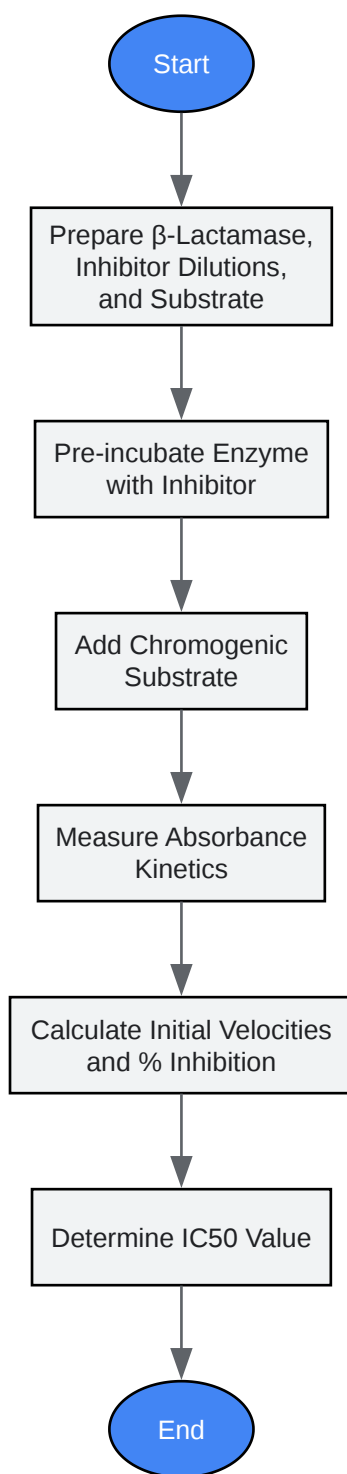 Start
Prepare β-Lactamase,
Inhibitor Dilutions,
and Substrate
Pre-incubate Enzyme
with Inhibitor
Add Chromogenic
Substrate
Measure Absorbance
Kinetics
Calculate Initial Velocities
and % Inhibition
Determine IC50 Value
End